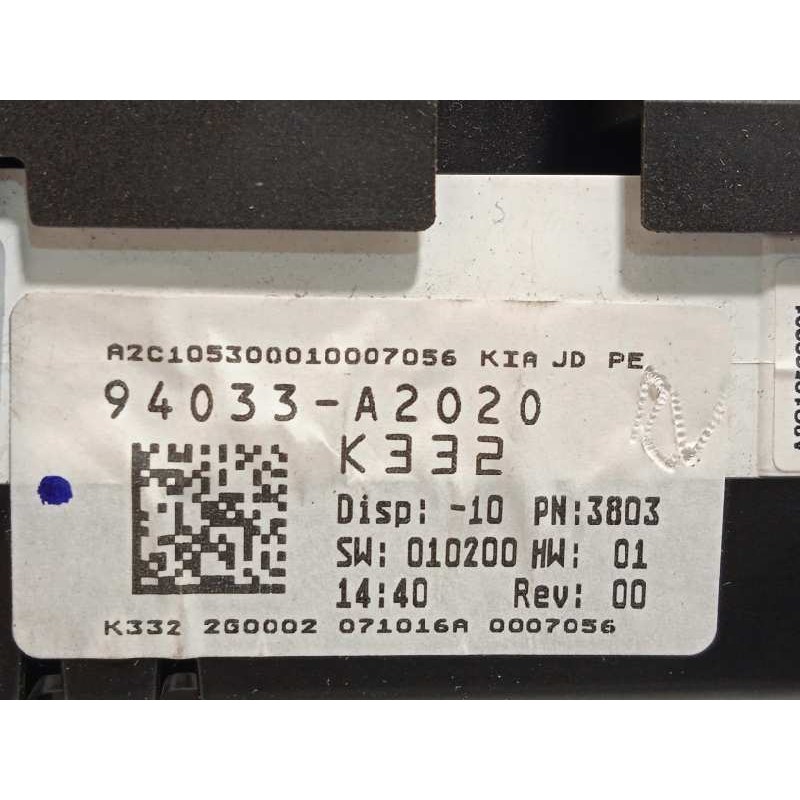 A2C105300010007056 KIA JD PE
94033-A2020
K332
Disp: -10 PN:3803
SW: 010200 HW: 01
14:40 Rev: 00
K332 2G0002 071016A 0007056